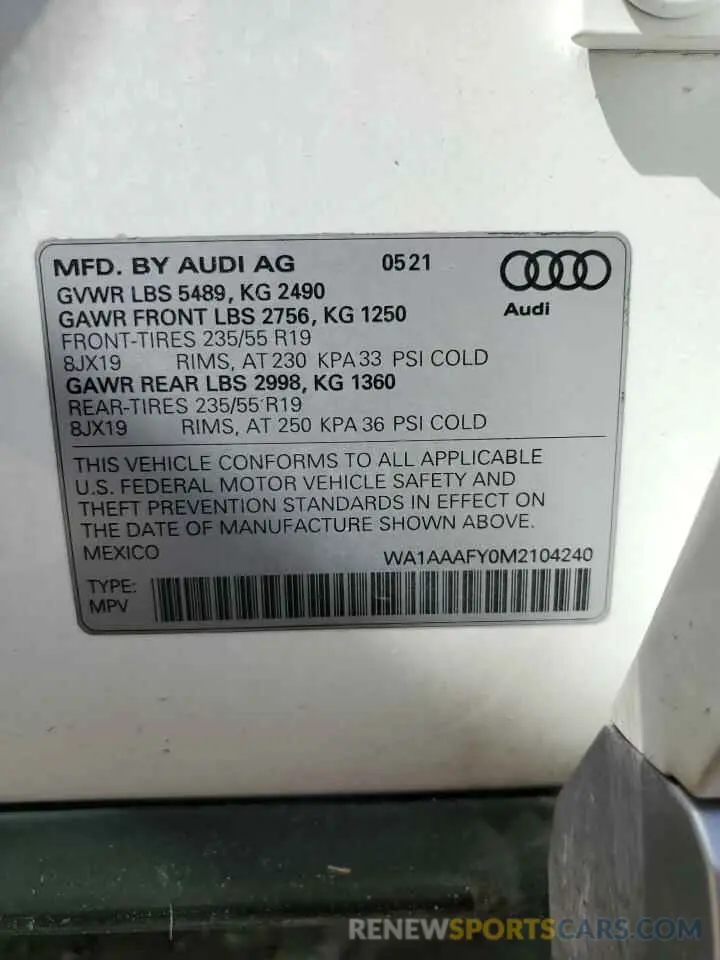 MFD. BY AUDI AG 0521
GVWR LBS 5489, KG 2490
GAWR FRONT LBS 2756, KG 1250
Audi
FRONT-TIRES 235/55 R19
8JX19 RIMS, AT 230 KPA 33 PSI COLD
GAWR REAR LBS 2998, KG 1360
REAR-TIRES 235/55 R19
8JX19 RIMS, AT 250 KPA 36 PSI COLD
THIS VEHICLE CONFORMS TO ALL APPLICABLE
U.S. FEDERAL MOTOR VEHICLE SAFETY AND
THEFT PREVENTION STANDARDS IN EFFECT ON
THE DATE OF MANUFACTURE SHOWN ABOVE.
MEXICO WA1AAAFY0M2104240
TYPE:
MPV
RENEWSPORTSCARS.COM